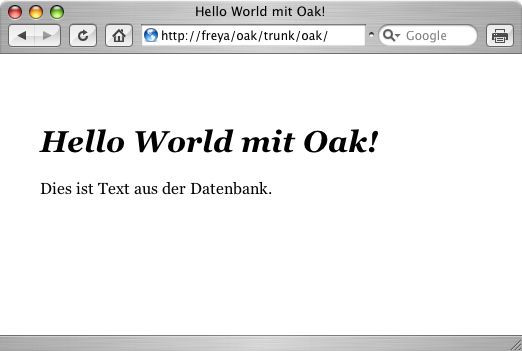 Hello World mit Oak!
http://freya/oak/trunk/oak/
Google
Hello World mit Oak!
Dies ist Text aus der Datenbank.